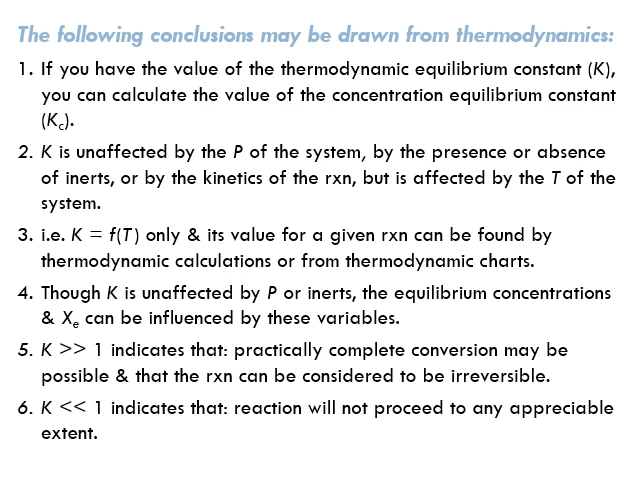 The following conclusions may be drawn from thermodynamics:
1. If you have the value of the thermodynamic equilibrium constant (K),
you can calculate the value of the concentration equilibrium constant
(Kc).
2. K is unaffected by the P of the system, by the presence or absence
of inerts, or by the kinetics of the rxn, but is affected by the T of the
system.
3. i.e. K = f(T) only & its value for a given rxn can be found by
thermodynamic calculations or from thermodynamic charts.
4. Though K is unaffected by P or inerts, the equilibrium concentrations
& Xe can be influenced by these variables.
5. K >> 1 indicates that: practically complete conversion may be
possible & that the rxn can be considered to be irreversible.
6. K << 1 indicates that: reaction will not proceed to any appreciable
extent.